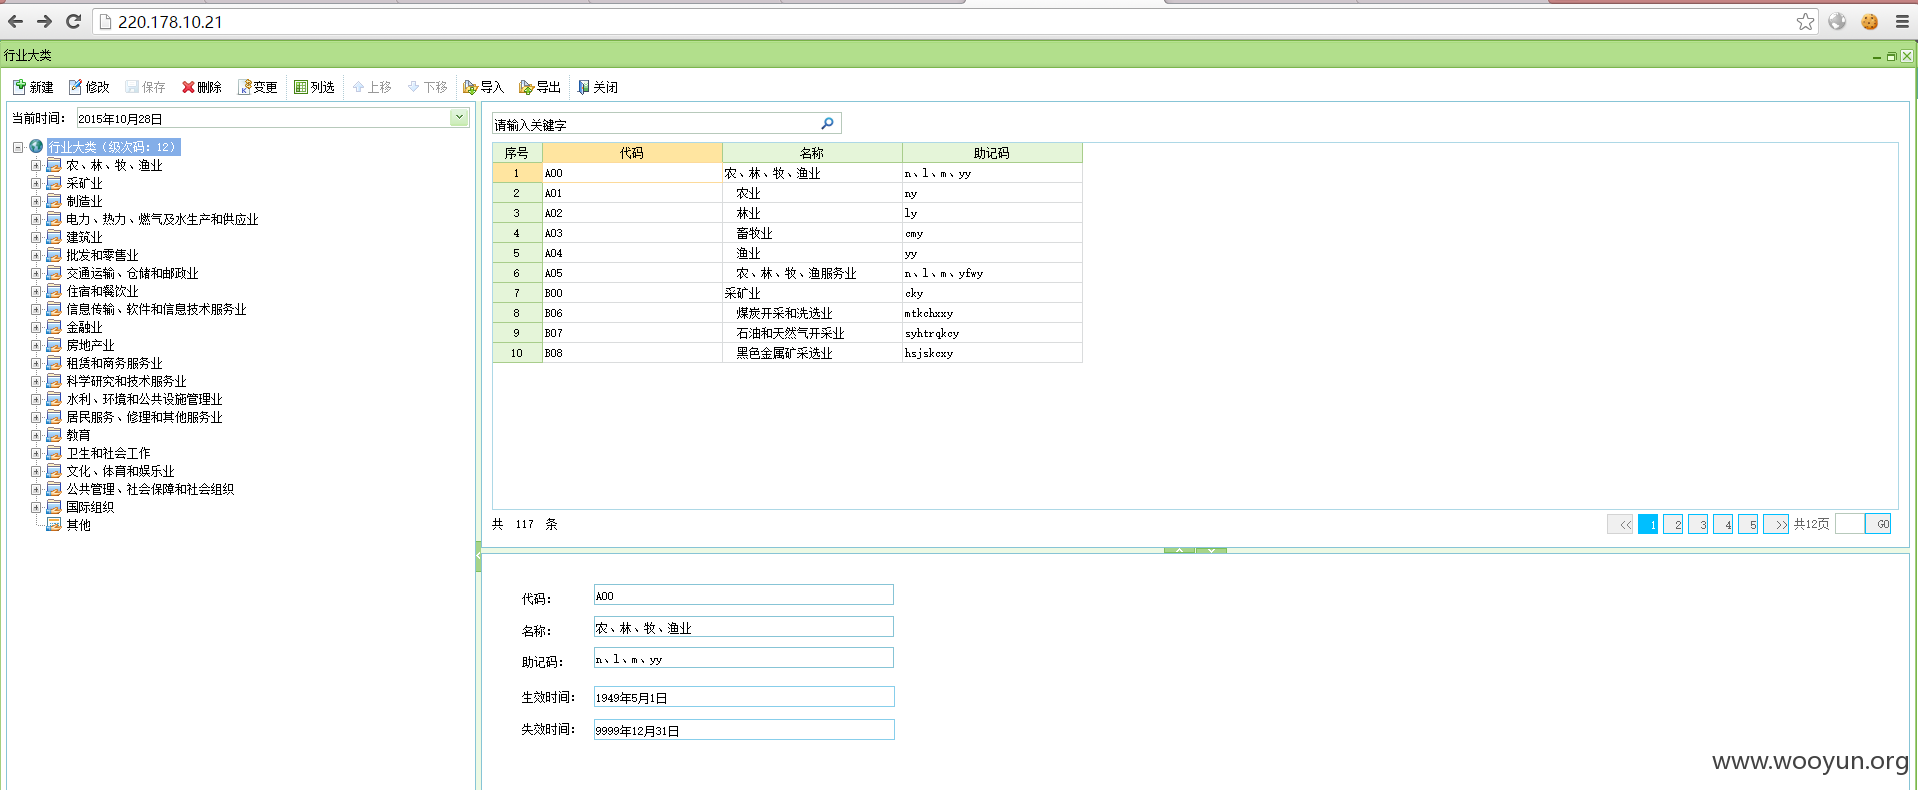 220.178.10.21
行业大类
新建 修改 保存 删除 变更 列选 上移 下移 导入 导出 关闭
当前时间： 2015年10月28日
行业大类（级次码：12）
农、林、牧、渔业
采矿业
制造业
电力、热力、燃气及水生产和供应业
建筑业
批发和零售业
交通运输、仓储和邮政业
住宿和餐饮业
信息传输、软件和信息技术服务业
金融业
房地产业
租赁和商务服务业
科学研究和技术服务业
水利、环境和公共设施管理业
居民服务、修理和其他服务业
教育
卫生和社会工作
文化、体育和娱乐业
公共管理、社会保障和社会组织
国际组织
其他
请输入关键字
序号 代码 名称 助记码
1 A00 农、林、牧、渔业 n、l、m、yy
2 A01 农业 ny
3 A02 林业 ly
4 A03 畜牧业 cmy
5 A04 渔业 yy
6 A05 农、林、牧、渔服务业 n、l、m、yfwy
7 B00 采矿业 cky
8 B06 煤炭开采和洗选业 mtkchxxy
9 B07 石油和天然气开采业 syhtrqkcy
10 B08 黑色金属矿采选业 hsjskcxy
共 117 条
<< 1 2 3 4 5 >> 共12页 GO
代码： A00
名称： 农、林、牧、渔业
助记码： n、l、m、yy
生效时间： 1949年5月1日
失效时间： 9999年12月31日
www.wooyun.org